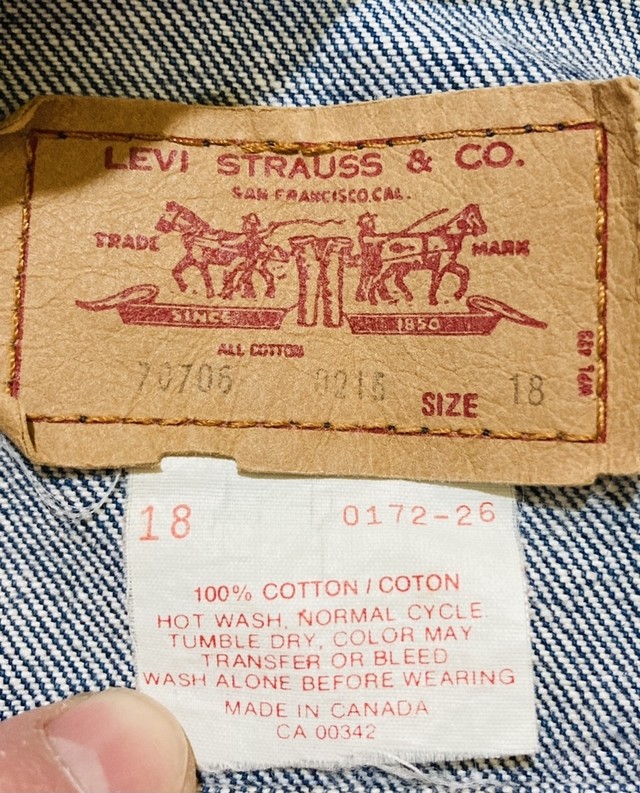 LEVI STRAUSS & CO.
SAN FRANCISCO, CAL.
TRADE MARK
SINCE 1850
ALL COTTON
WPL 423
70706 0216 SIZE 18
18 0172-26
100% COTTON / COTON
HOT WASH, NORMAL CYCLE
TUMBLE DRY, COLOR MAY
TRANSFER OR BLEED
WASH ALONE BEFORE WEARING
MADE IN CANADA
CA 00342